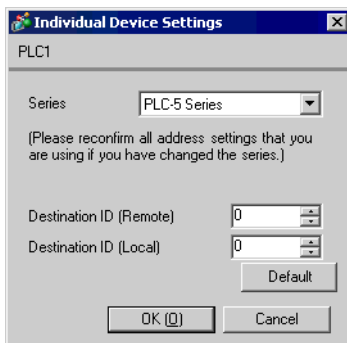 Individual Device Settings
PLC1
Series PLC-5 Series
(Please reconfirm all address settings that you
are using if you have changed the series.)
Destination ID (Remote) 0
Destination ID (Local) 0
Default
OK (O) Cancel